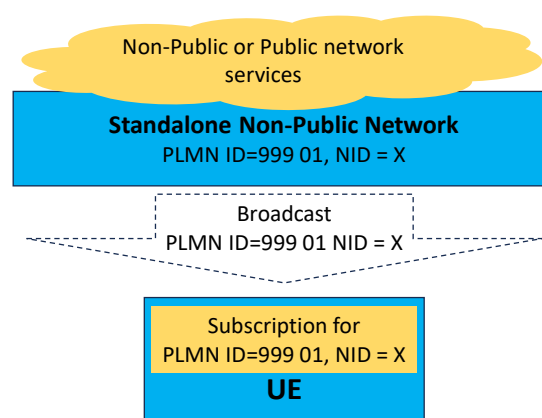 Non-Public or Public network
services
Standalone Non-Public Network
PLMN ID=999 01, NID = X
Broadcast
PLMN ID=999 01 NID = X
Subscription for
PLMN ID=999 01, NID = X
UE